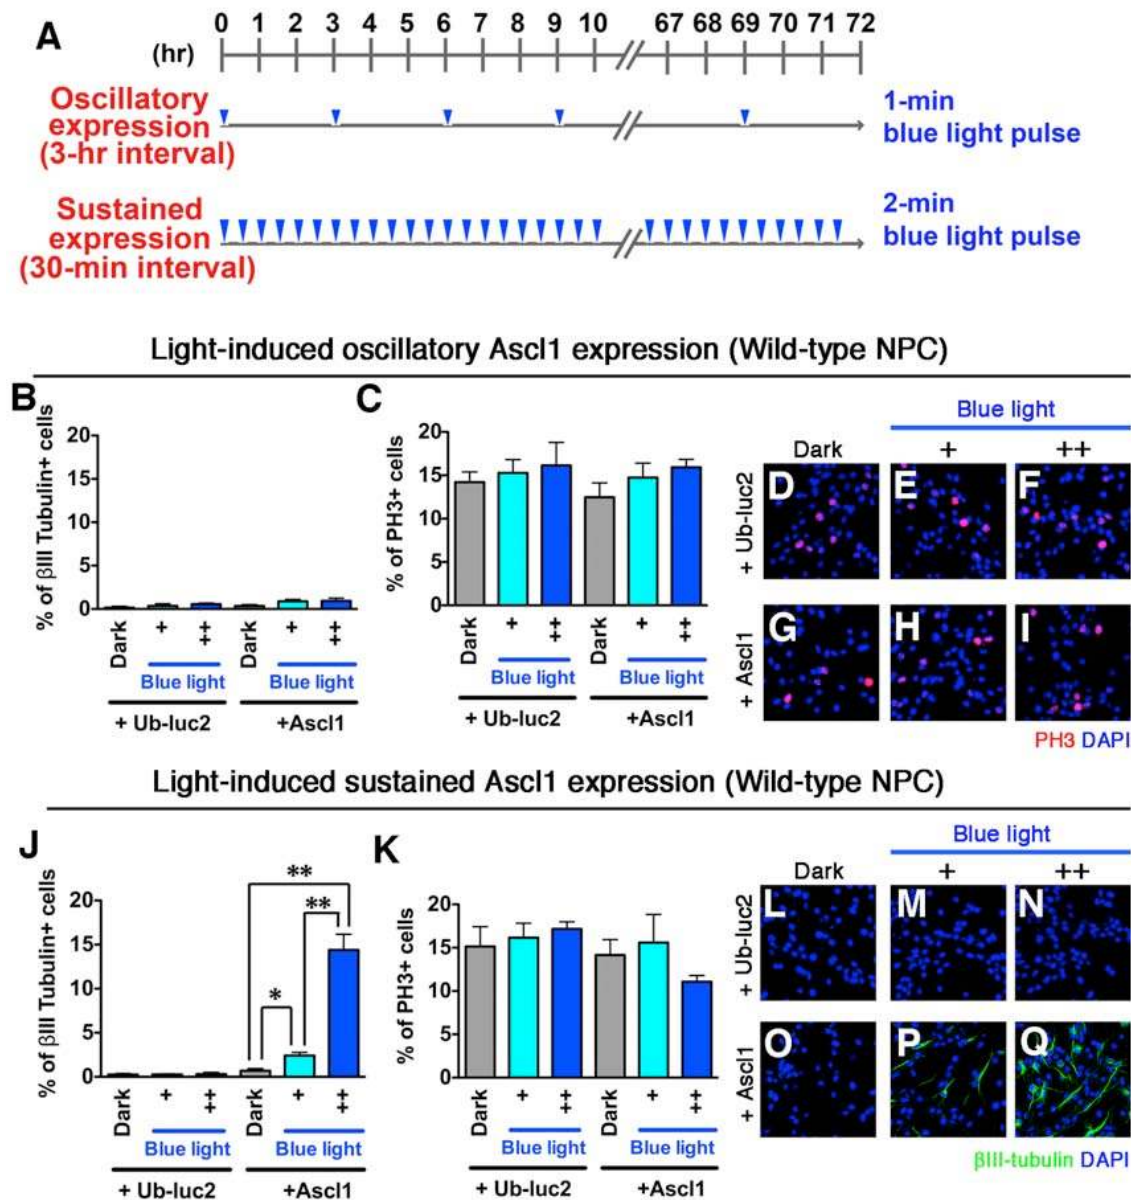 A
0 1 2 3 4 5 6 7 8 9 10 67 68 69 70 71 72
(hr)
Oscillatory
expression
(3-hr interval)
1-min
blue light pulse
Sustained
expression
(30-min interval)
2-min
blue light pulse
Light-induced oscillatory Ascl1 expression (Wild-type NPC)
B
% of βIII Tubulin+ cells
20
15
10
5
0
Dark + ++ Dark + ++
Blue light Blue light
+ Ub-luc2 +Ascl1
C
% of PH3+ cells
20
15
10
5
0
Dark + ++ Dark + ++
Blue light Blue light
+ Ub-luc2 +Ascl1
Blue light
Dark + ++
+ Ub-luc2
D E F
+ Ascl1
G H I
PH3 DAPI
Light-induced sustained Ascl1 expression (Wild-type NPC)
J
% of βIII Tubulin+ cells
20
15
10
5
0
**
**
*
Dark + ++ Dark + ++
Blue light Blue light
+ Ub-luc2 +Ascl1
K
% of PH3+ cells
20
15
10
5
0
Dark + ++ Dark + ++
Blue light Blue light
+ Ub-luc2 +Ascl1
Blue light
Dark + ++
+ Ub-luc2
L M N
+ Ascl1
O P Q
βIII-tubulin DAPI